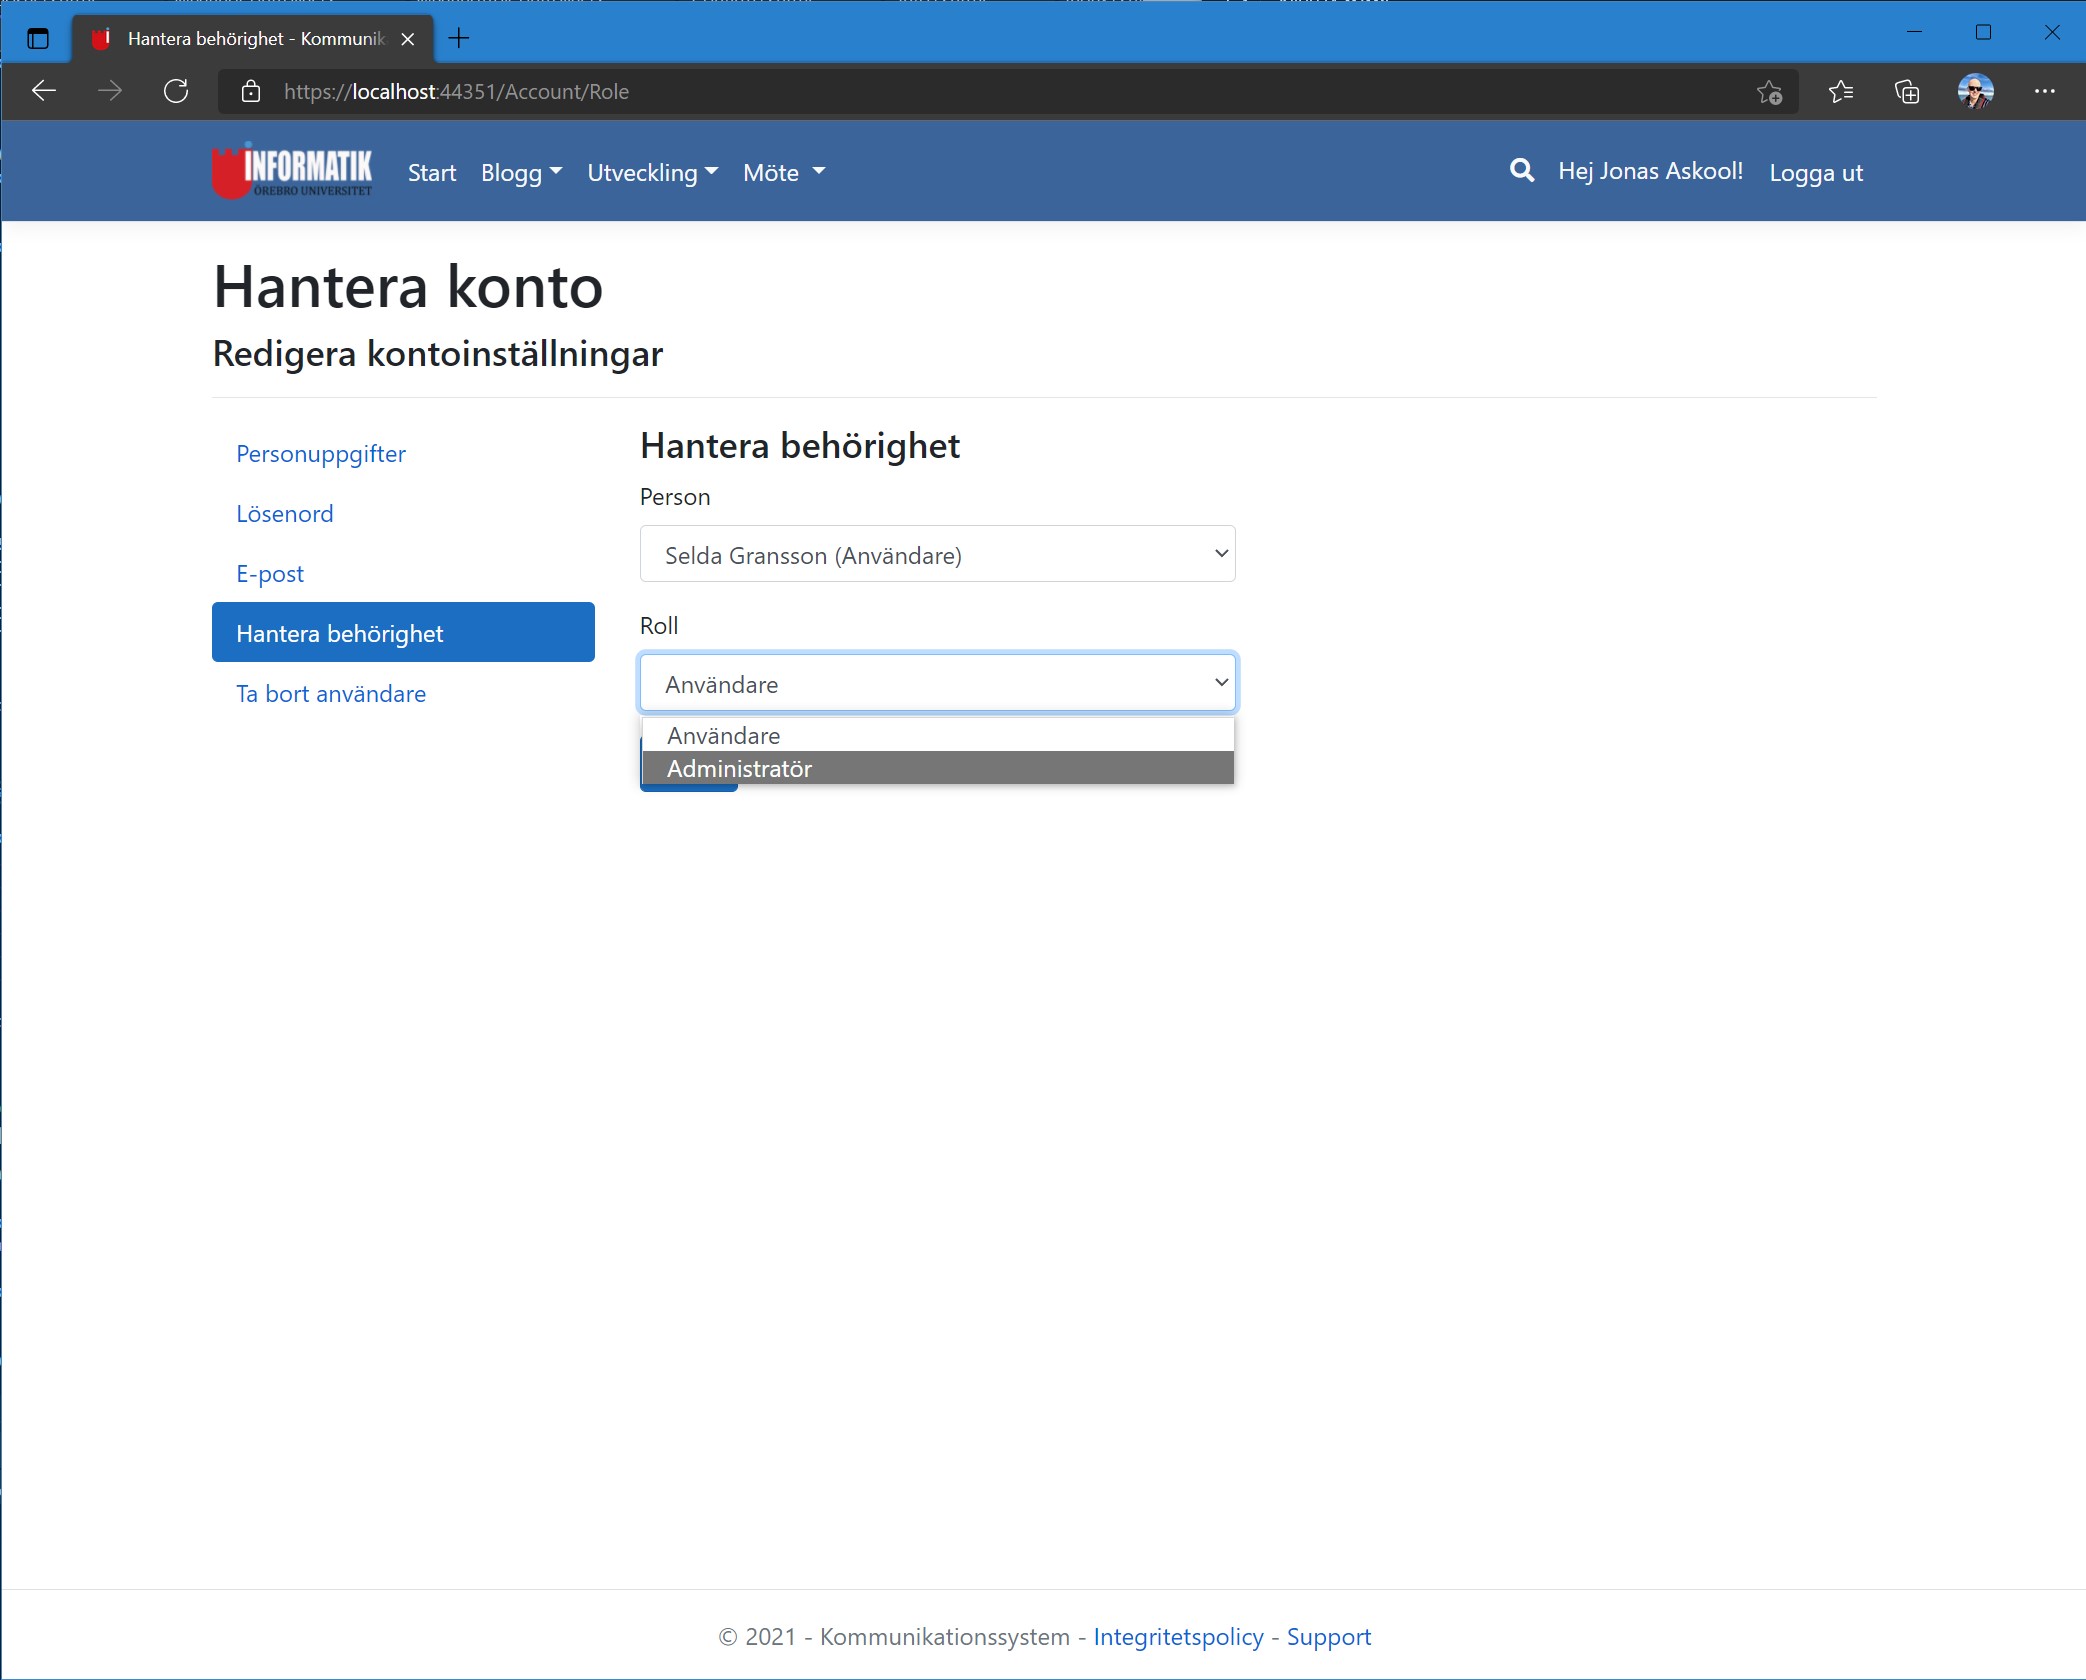 Hantera behörighet - Kommunik
https://localhost:44351/Account/Role
INFORMATIK
ÖREBRO UNIVERSITET
Start Blogg Utveckling Möte Hej Jonas Askool! Logga ut
Hantera konto
Redigera kontoinställningar
Personuppgifter
Lösenord
E-post
Hantera behörighet
Ta bort användare
Hantera behörighet
Person
Selda Gransson (Användare)
Roll
Användare
Användare
Administratör
© 2021 - Kommunikationssystem - Integritetspolicy - Support